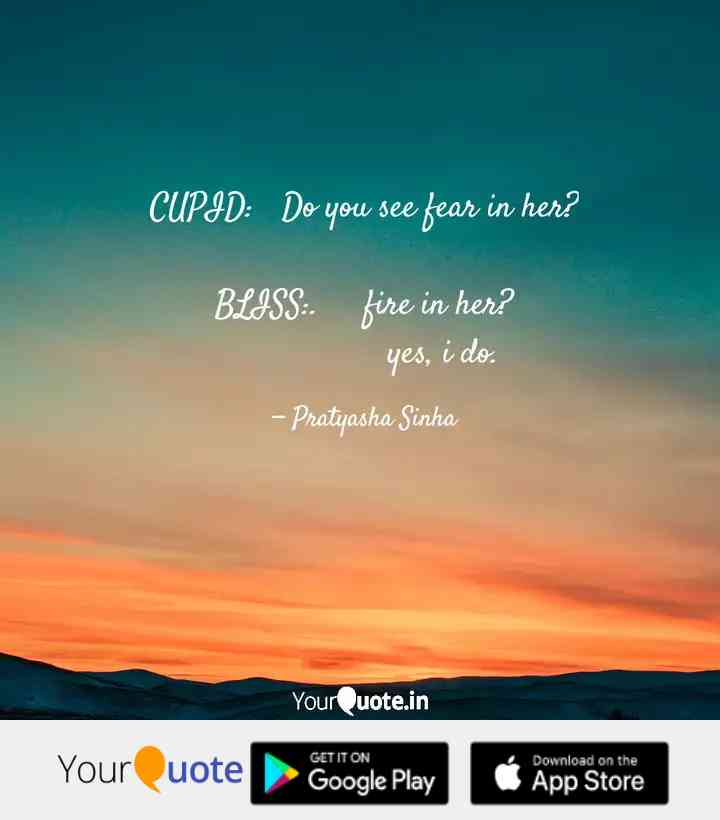 CUPID: Do you see fear in her?
BLISS:. fire in her?
yes, i do.
– Pratyasha Sinha
YourQuote.in
YourQuote
GET IT ON
Google Play
Download on the
App Store